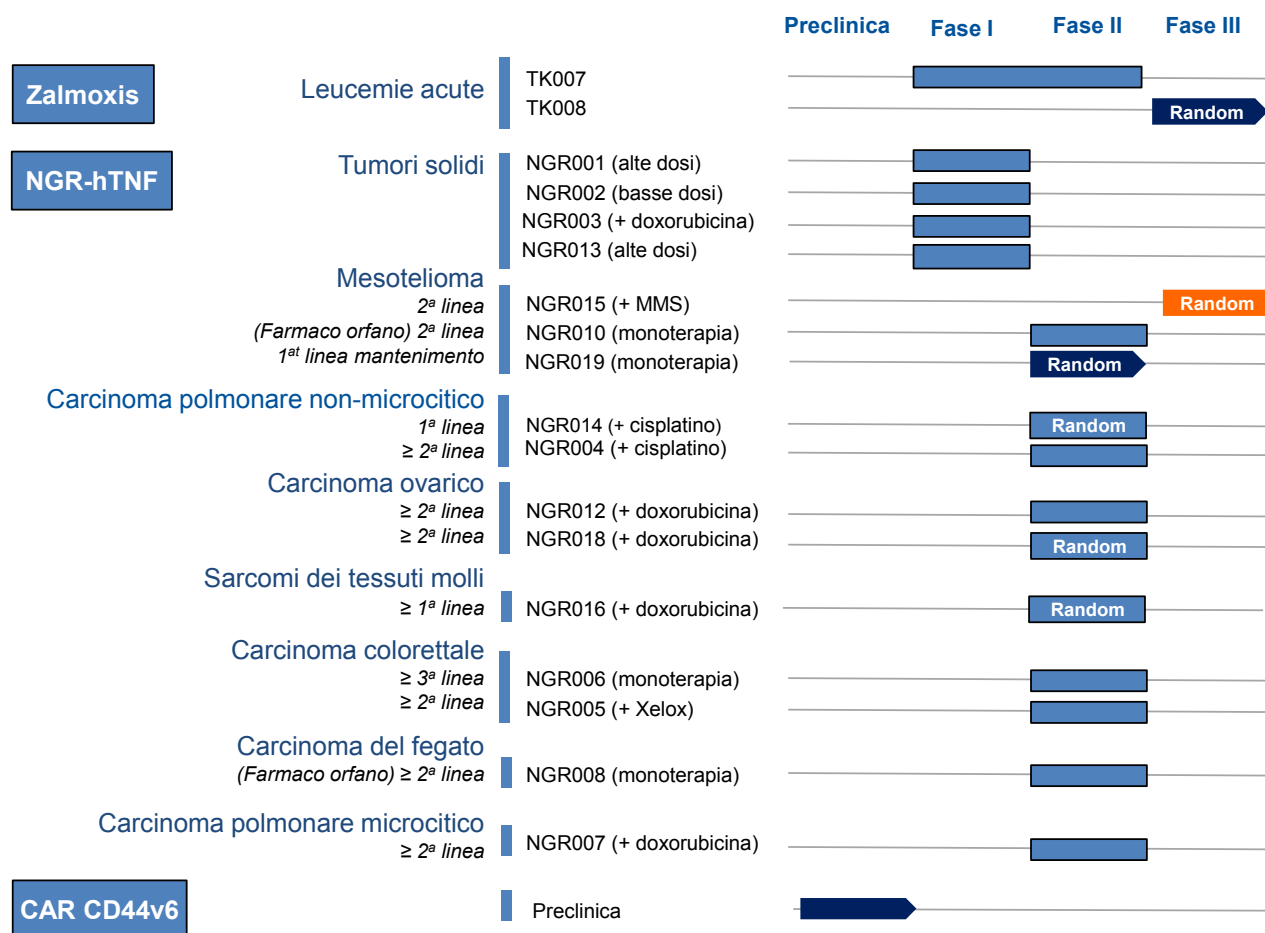 Preclinica Fase I Fase II Fase III
Zalmoxis
Leucemie acute
TK007
TK008
Random
NGR-hTNF
Tumori solidi
NGR001 (alte dosi)
NGR002 (basse dosi)
NGR003 (+ doxorubicina)
NGR013 (alte dosi)
Mesotelioma
2ª linea NGR015 (+ MMS) Random
(Farmaco orfano) 2ª linea NGR010 (monoterapia)
1ªt linea mantenimento NGR019 (monoterapia) Random
Carcinoma polmonare non-microcitico
1ª linea NGR014 (+ cisplatino) Random
≥ 2ª linea NGR004 (+ cisplatino)
Carcinoma ovarico
≥ 2ª linea NGR012 (+ doxorubicina)
≥ 2ª linea NGR018 (+ doxorubicina) Random
Sarcomi dei tessuti molli
≥ 1ª linea NGR016 (+ doxorubicina) Random
Carcinoma colorettale
≥ 3ª linea NGR006 (monoterapia)
≥ 2ª linea NGR005 (+ Xelox)
Carcinoma del fegato
(Farmaco orfano) ≥ 2ª linea NGR008 (monoterapia)
Carcinoma polmonare microcitico
≥ 2ª linea NGR007 (+ doxorubicina)
CAR CD44v6 Preclinica